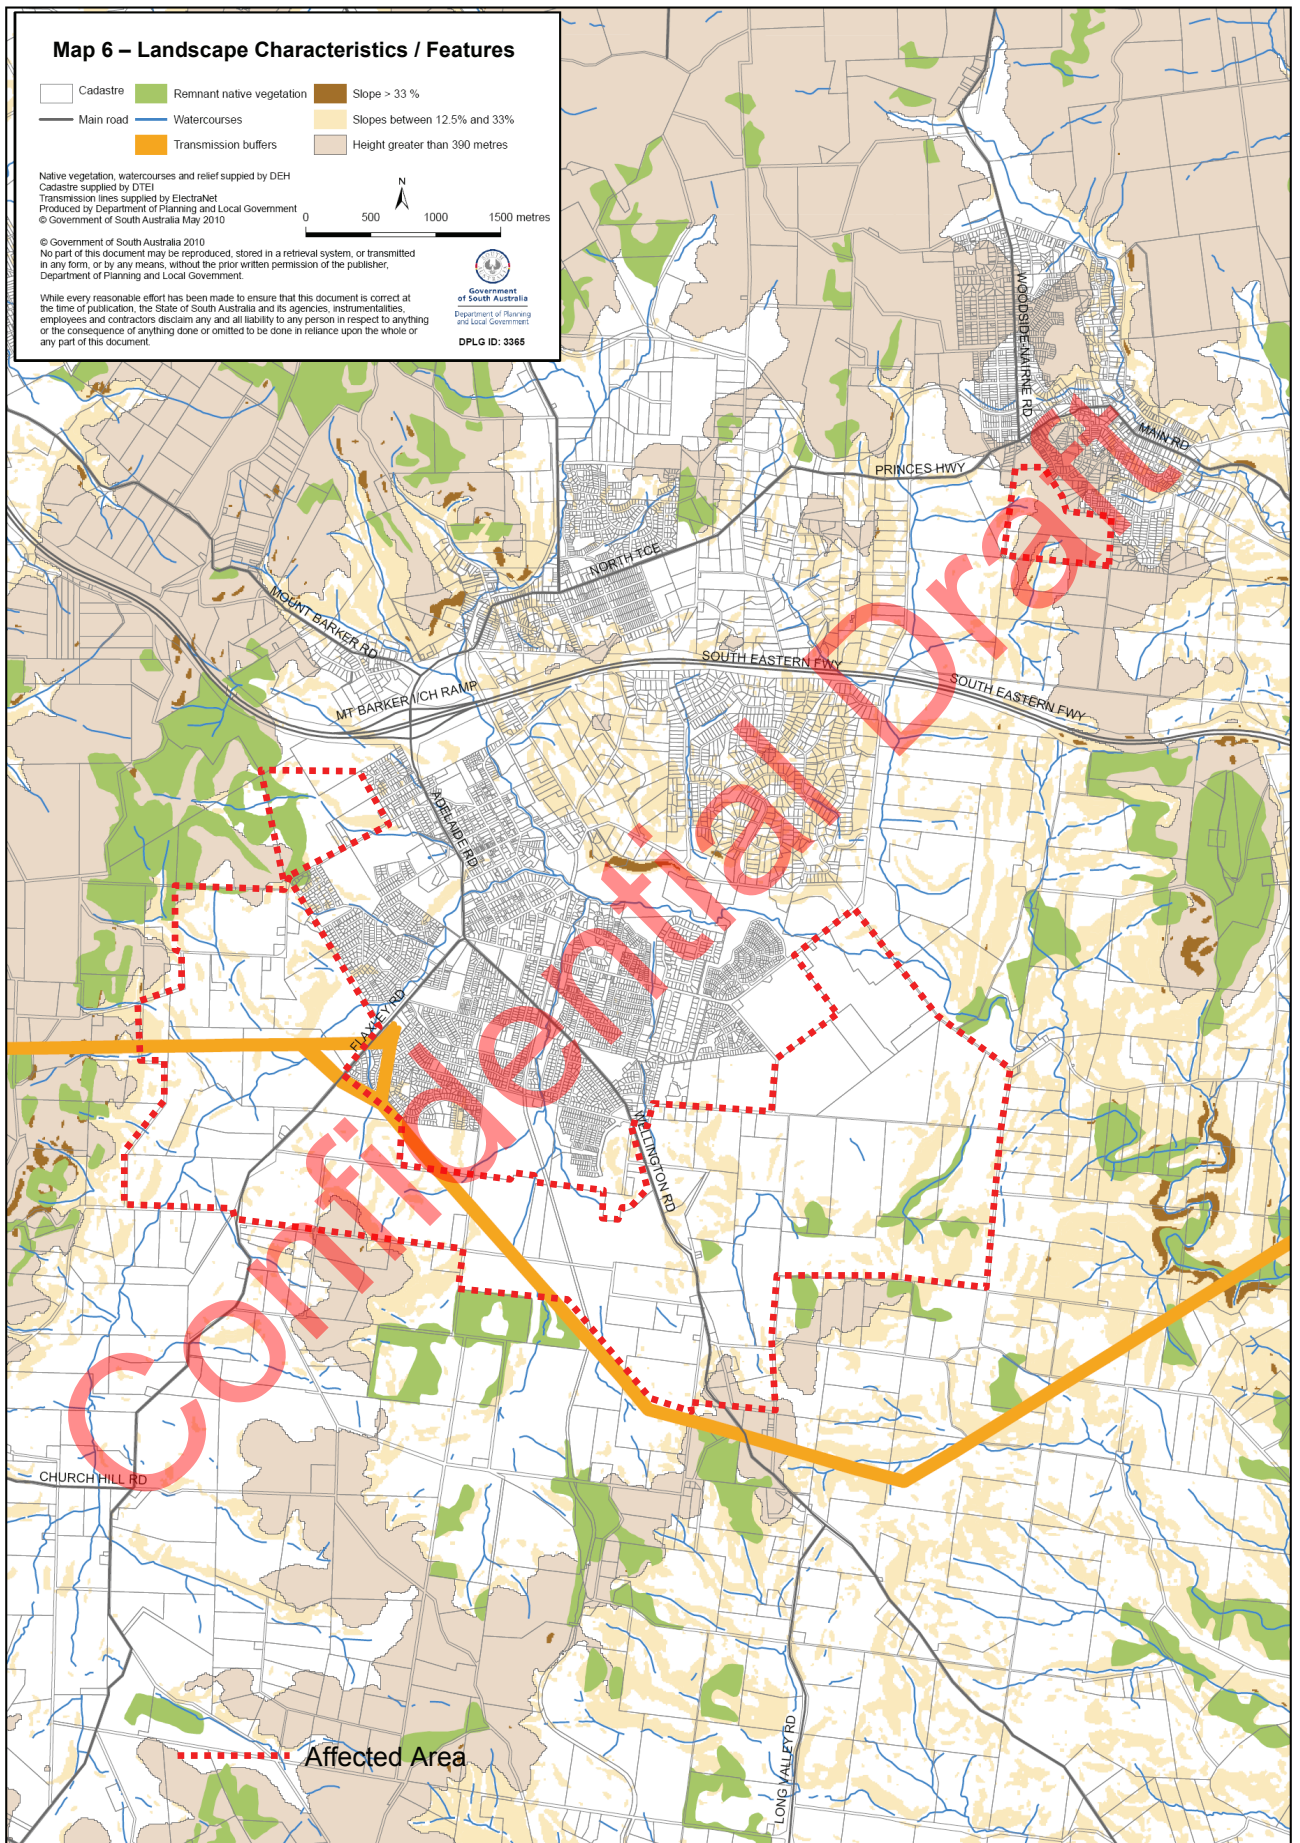 Map 6 – Landscape Characteristics / Features
Cadastre
Remnant native vegetation
Slope > 33 %
Main road
Watercourses
Slopes between 12.5% and 33%
Transmission buffers
Height greater than 390 metres
Native vegetation, watercourses and relief suppied by DEH
Cadastre supplied by DTEI
Transmission lines supplied by ElectraNet
Produced by Department of Planning and Local Government
© Government of South Australia May 2010
N
0 500 1000 1500 metres
© Government of South Australia 2010
No part of this document may be reproduced, stored in a retrieval system, or transmitted
in any form, or by any means, without the prior written permission of the publisher,
Department of Planning and Local Government.
While every reasonable effort has been made to ensure that this document is correct at
the time of publication, the State of South Australia and its agencies, instrumentalities,
employees and contractors disclaim any and all liability to any person in respect to anything
or the consequence of anything done or omitted to be done in reliance upon the whole or
any part of this document.
Government
of South Australia
Department of Planning
and Local Government
DPLG ID: 3365
WOODSIDE-NAIRNE RD
MAIN RD
PRINCES HWY
NORTH TCE
MOUNT BARKER RD
SOUTH EASTERN FWY
SOUTH EASTERN FWY
MT BARKER I/CH RAMP
ADELAIDE RD
FLAXLEY RD
WELLINGTON RD
CHURCH HILL RD
LONG VALLEY RD
Confidential Draft
Affected Area